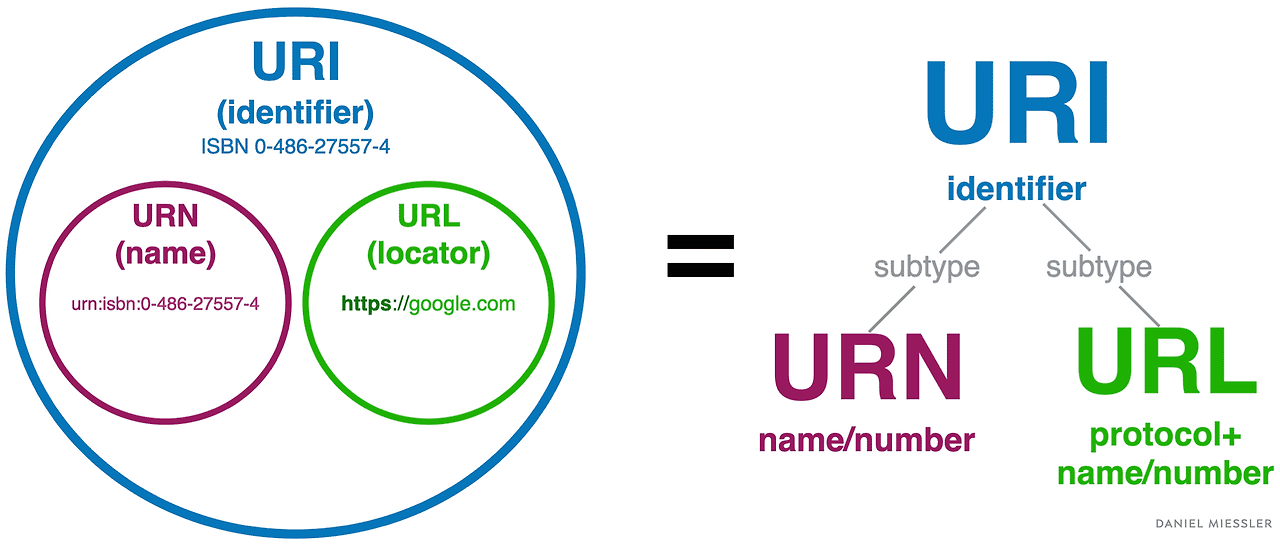 URI
(identifier)
ISBN 0-486-27557-4
URN
(name)
urn:isbn:0-486-27557-4
URL
(locator)
https://google.com
=
URI
identifier
subtype
subtype
URN
name/number
URL
protocol+
name/number
DANIEL MIESSLER